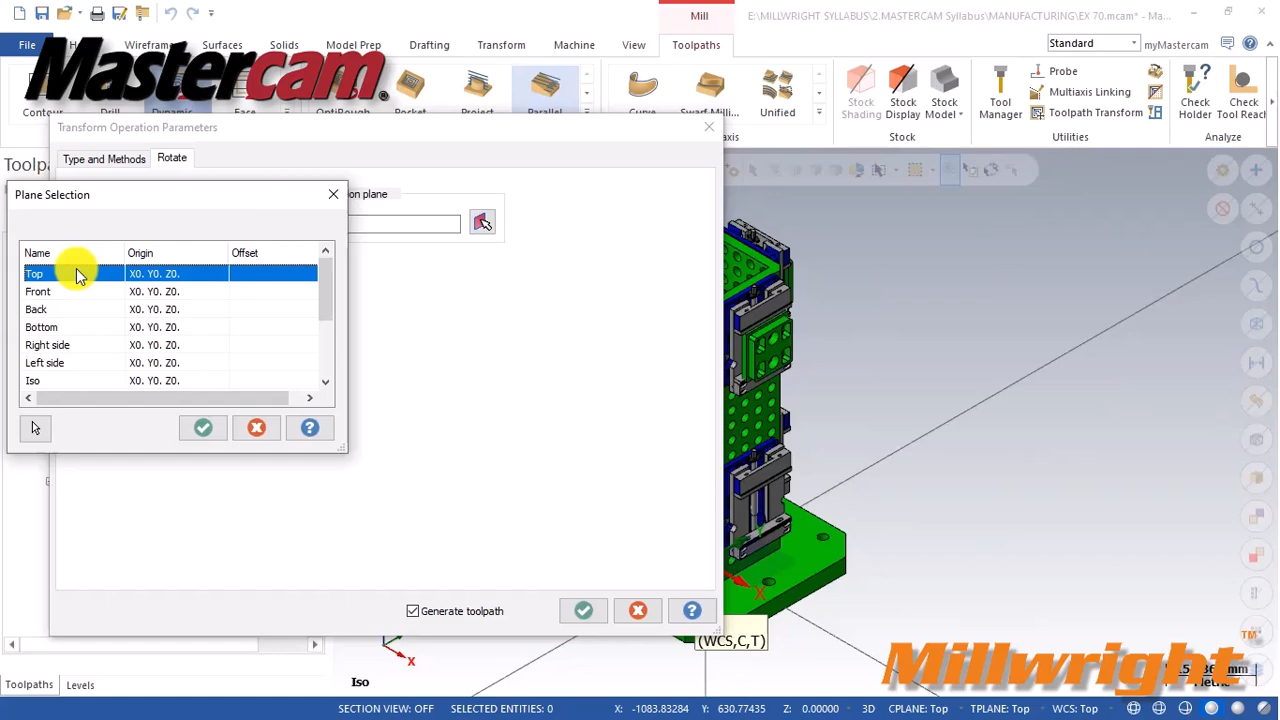 Mill
E:\MILLWRIGHT SYLLABUS\2.MASTERCAM Syllabus\MANUFACTURING\EX 70.mcam* - Ma...
File
Wireframe
Surfaces
Solids
Model Prep
Drafting
Transform
Machine
View
Toolpaths
Standard
myMastercam
Mastercam®
Contour
Drill
Dynamic
Face
OptiRough
Pocket
Project
Parallel
Curve
Swarf Milli...
Unified
Stock
Shading
Stock
Display
Stock
Model
Stock
Tool
Manager
Probe
Multiaxis Linking
Toolpath Transform
Utilities
Check
Holder
Check
Tool Reach
Analyze
Transform Operation Parameters
Type and Methods
Rotate
Plane Selection
Name Origin Offset
Top X0. Y0. Z0.
Front X0. Y0. Z0.
Back X0. Y0. Z0.
Bottom X0. Y0. Z0.
Right side X0. Y0. Z0.
Left side X0. Y0. Z0.
Iso X0. Y0. Z0.
Generate toolpath
X
(WCS,C,T)
X
Iso
Millwright™
Toolpaths
Levels
SECTION VIEW: OFF
SELECTED ENTITIES: 0
X: -1083.83284
Y: 630.77435
Z: 0.00000
3D
CPLANE: Top
TPLANE: Top
WCS: Top